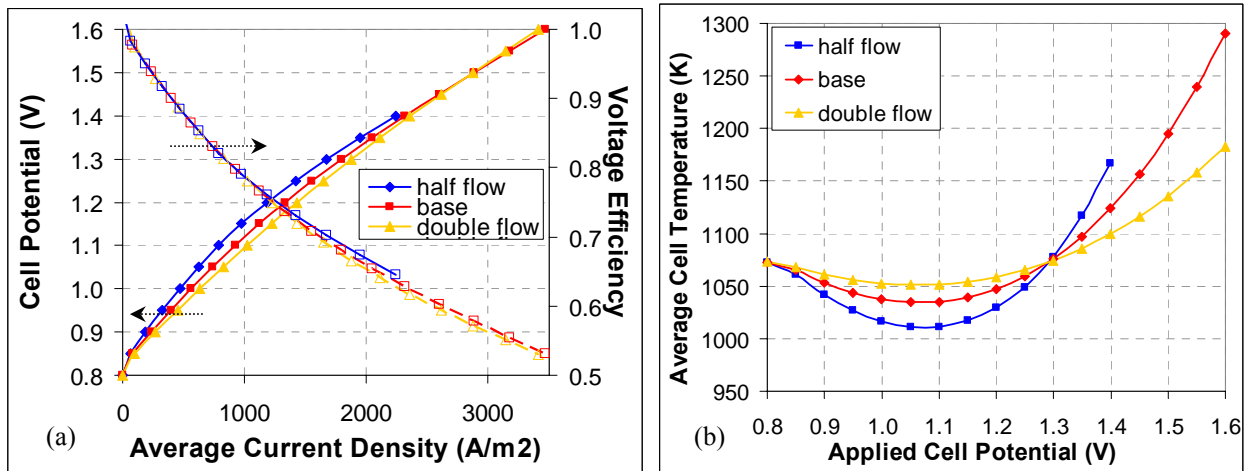 1.6
1.5
1.4
1.3
1.2
1.1
1.0
0.9
0.8
Cell Potential (V)
1.0
0.9
0.8
0.7
0.6
0.5
Voltage Efficiency
half flow
base
double flow
0
1000
2000
3000
Average Current Density (A/m2)
(a)
1300
1250
1200
1150
1100
1050
1000
950
Average Cell Temperature (K)
half flow
base
double flow
0.8
0.9
1.0
1.1
1.2
1.3
1.4
1.5
1.6
Applied Cell Potential (V)
(b)